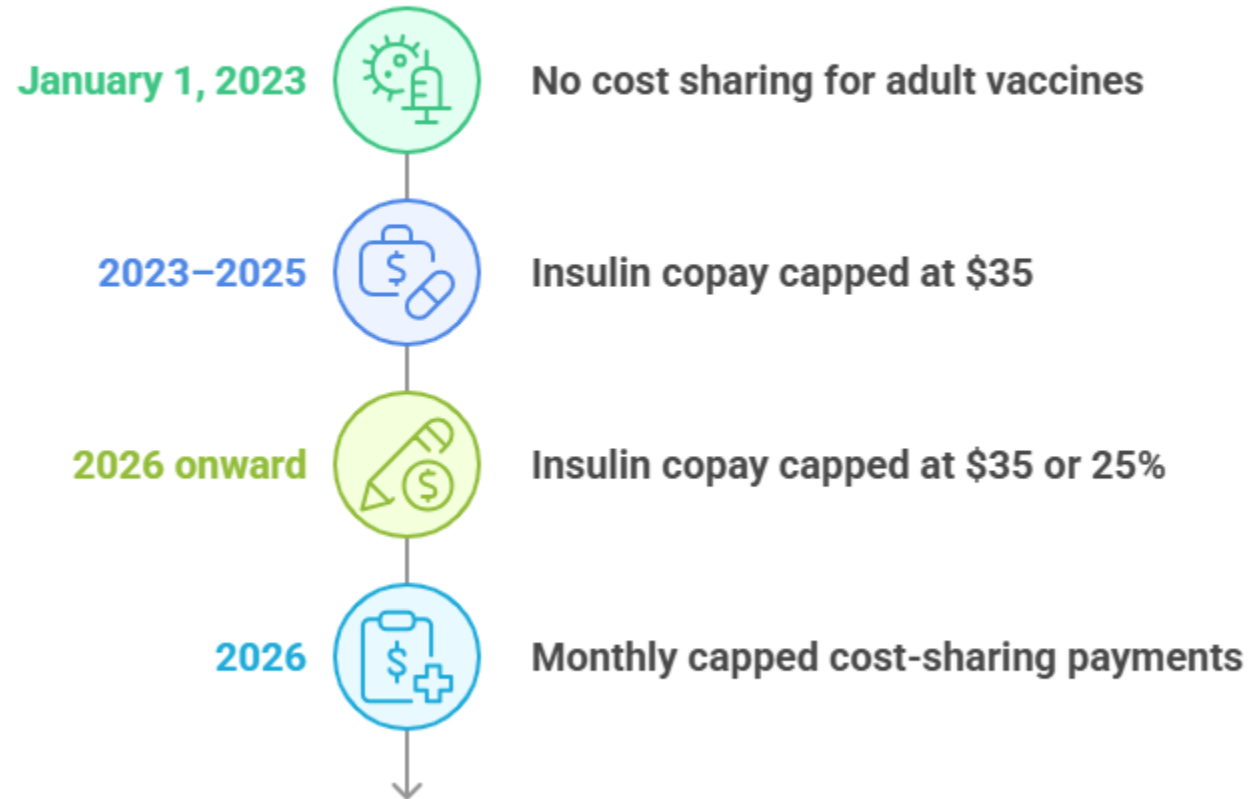 January 1, 2023 No cost sharing for adult vaccines
2023–2025 Insulin copay capped at $35
2026 onward Insulin copay capped at $35 or 25%
2026 Monthly capped cost-sharing payments